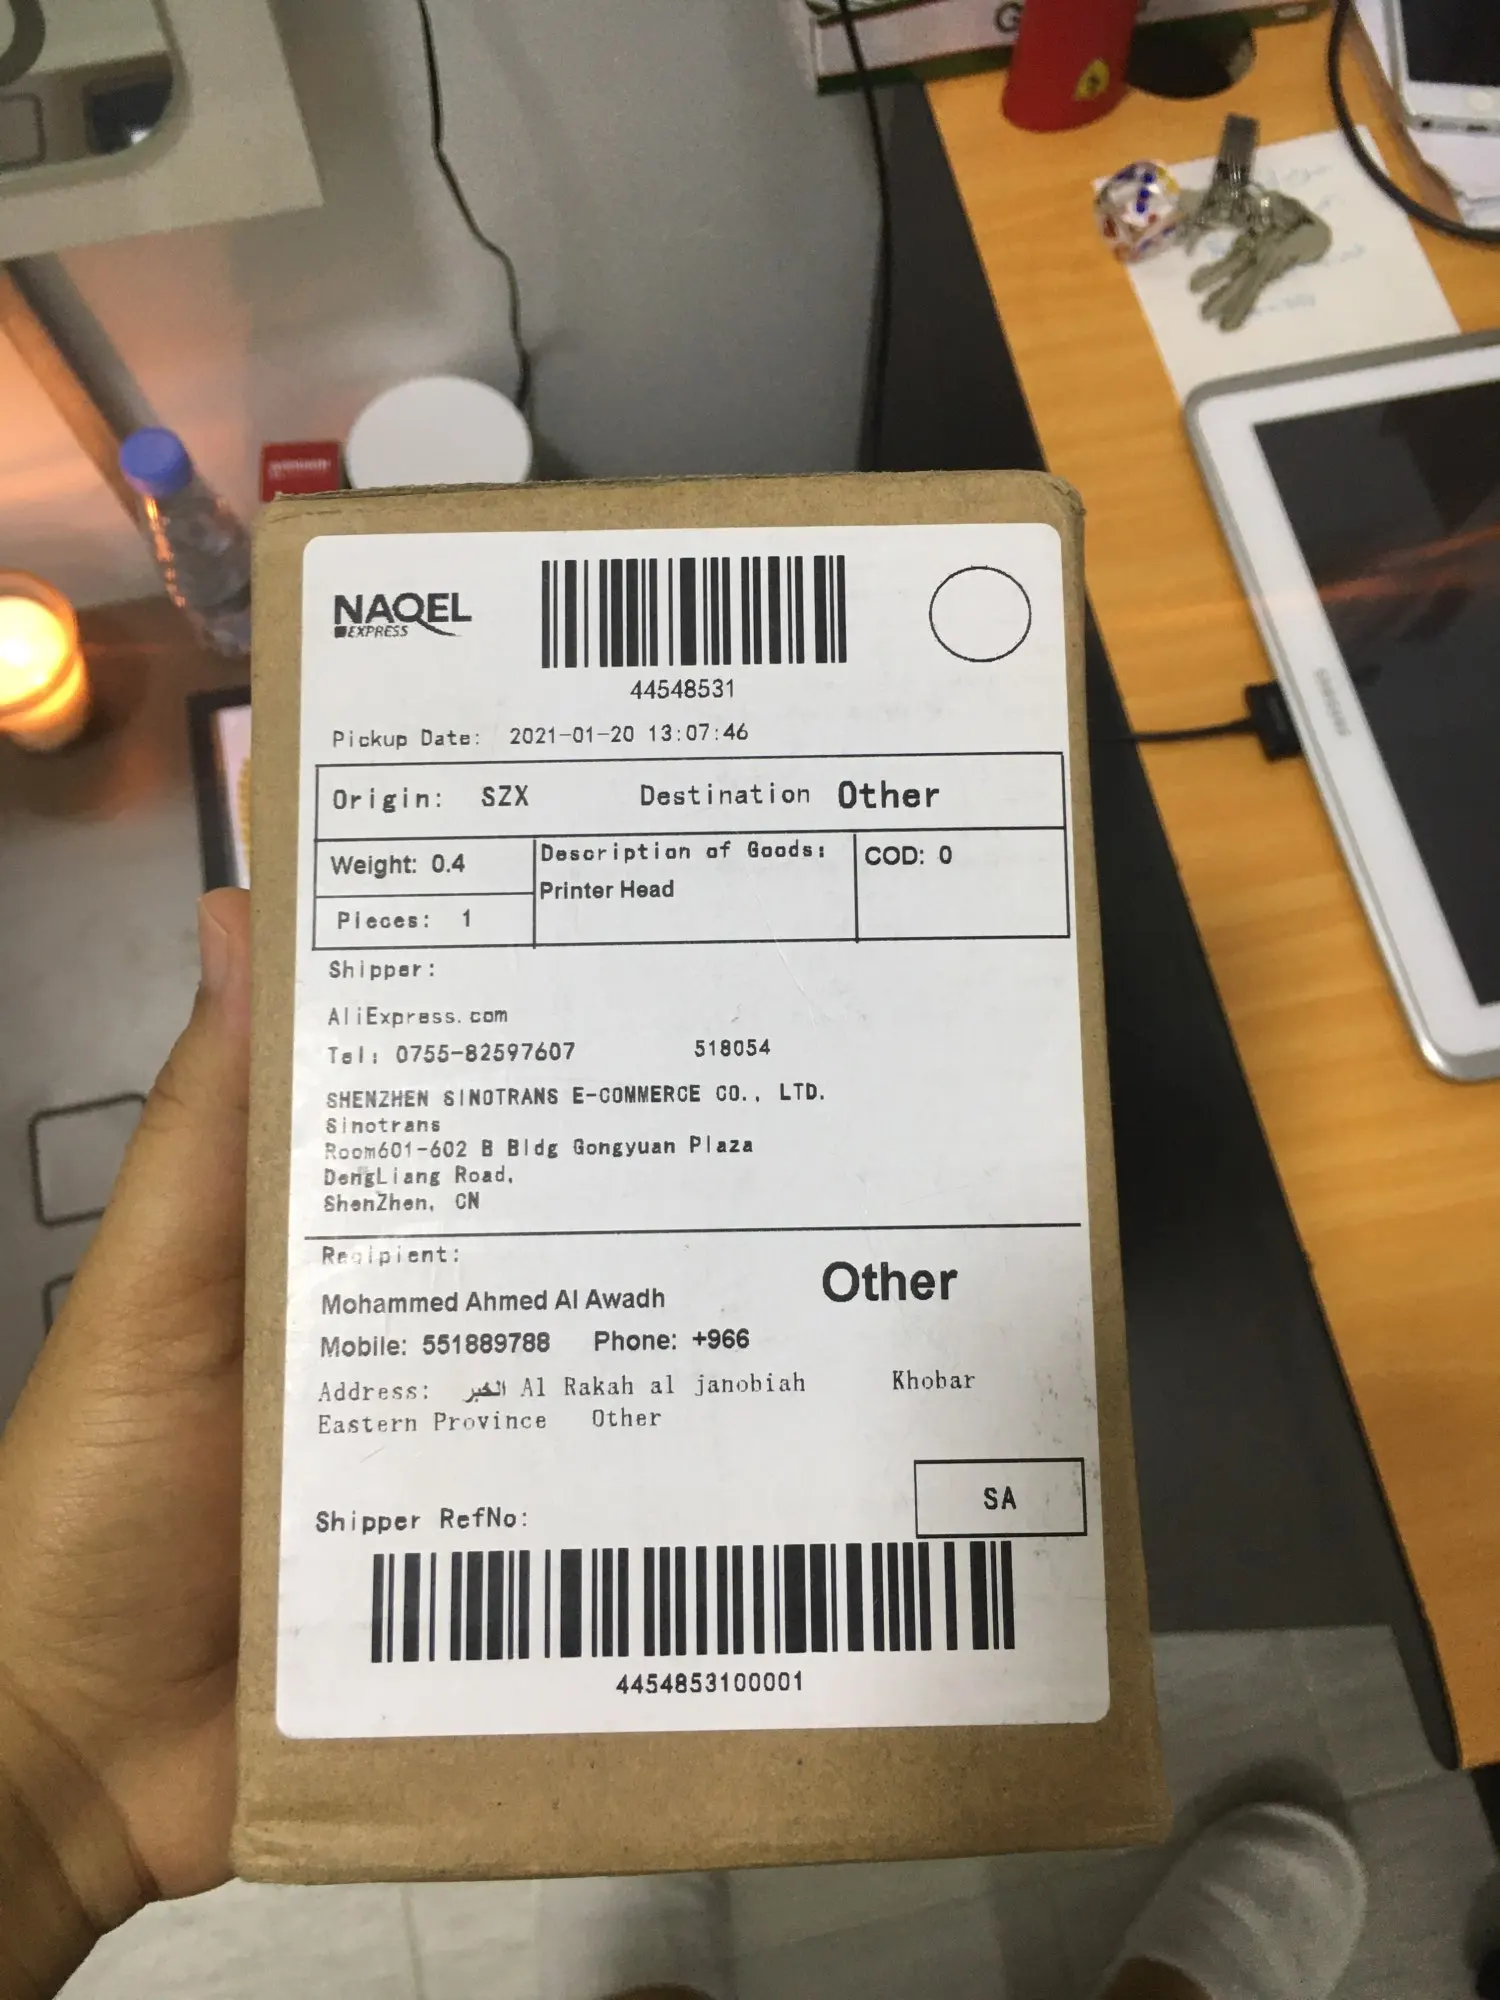 NAQEL
EXPRESS
44548531
Pickup Date: 2021-01-20 13:07:46
Origin: SZX Destination Other
Weight: 0.4
Description of Goods:
COD: 0
Printer Head
Pieces: 1
Shipper:
AliExpress.com
Tel: 0755-82597607 518054
SHENZHEN SINOTRANS E-COMMERCE CO., LTD.
Sinotrans
Room601-602 B Bldg Gongyuan Plaza
DengLiang Road,
ShenZhen, CN
Recipient:
Other
Mohammed Ahmed Al Awadh
Mobile: 551889788 Phone: +966
Address: الخبر Al Rakah al janobiah Khobar
Eastern Province Other
SA
Shipper RefNo:
4454853100001
SAMSUNG